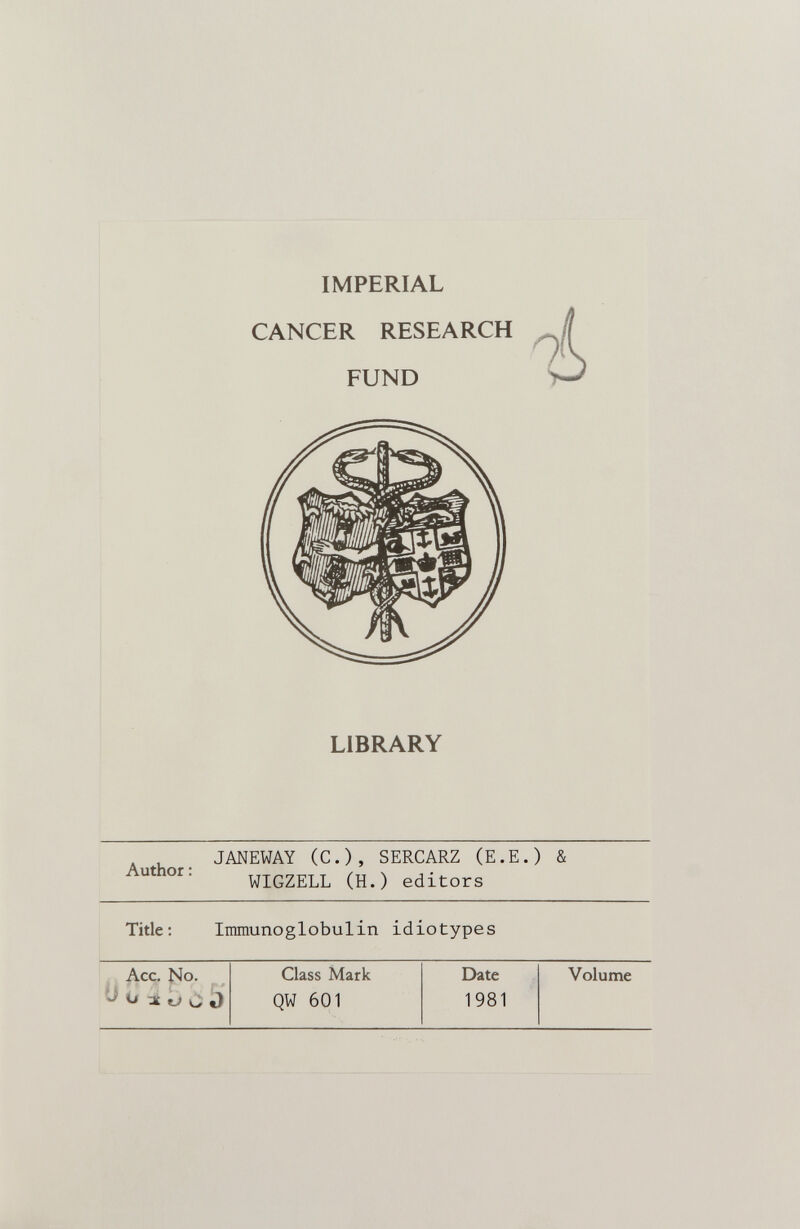 IMPERIAL
CANCER RESEARCH
FUND
LIBRARY
Author: JANEWAY (C.), SERCARZ (E.E.) &
WIGZELL (H.) editors
Title: Immunoglobulin idiotypes
Acc. No. Class Mark Date Volume
QW 601 1981